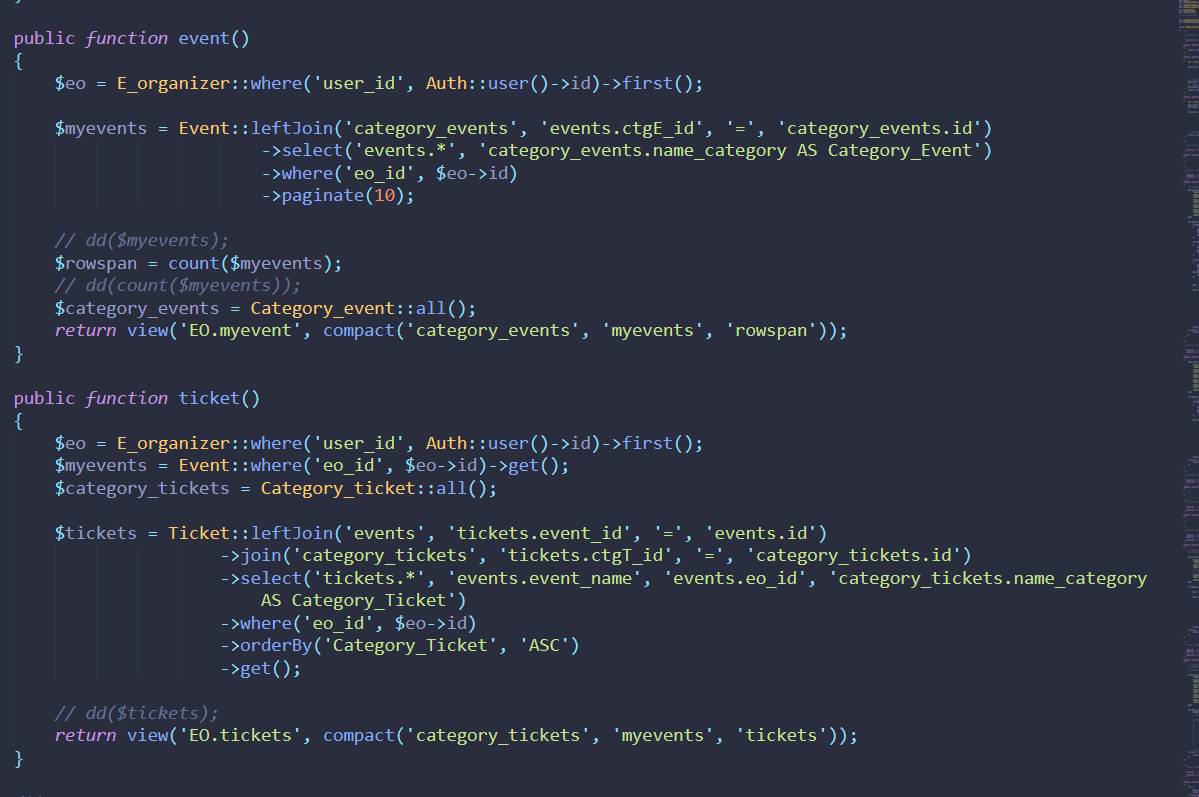 public function event()
{
    $eo = E_organizer::where('user_id', Auth::user()->id)->first();
    $myevents = Event::leftJoin('category_events', 'events.ctgE_id', '=', 'category_events.id')
                        ->select('events.*', 'category_events.name_category AS Category_Event')
                        ->where('eo_id', $eo->id)
                        ->paginate(10);
    // dd($myevents);
    $rowspan = count($myevents);
    // dd(count($myevents));
    $category_events = Category_event::all();
    return view('EO.myevent', compact('category_events', 'myevents', 'rowspan'));
}
public function ticket()
{
    $eo = E_organizer::where('user_id', Auth::user()->id)->first();
    $myevents = Event::where('eo_id', $eo->id)->get();
    $category_tickets = Category_ticket::all();
    $tickets = Ticket::leftJoin('events', 'tickets.event_id', '=', 'events.id')
                    ->join('category_tickets', 'tickets.ctgT_id', '=', 'category_tickets.id')
                    ->select('tickets.*', 'events.event_name', 'events.eo_id', 'category_tickets.name_category
                        AS Category_Ticket')
                    ->where('eo_id', $eo->id)
                    ->orderBy('Category_Ticket', 'ASC')
                    ->get();
    // dd($tickets);
    return view('EO.tickets', compact('category_tickets', 'myevents', 'tickets'));
}